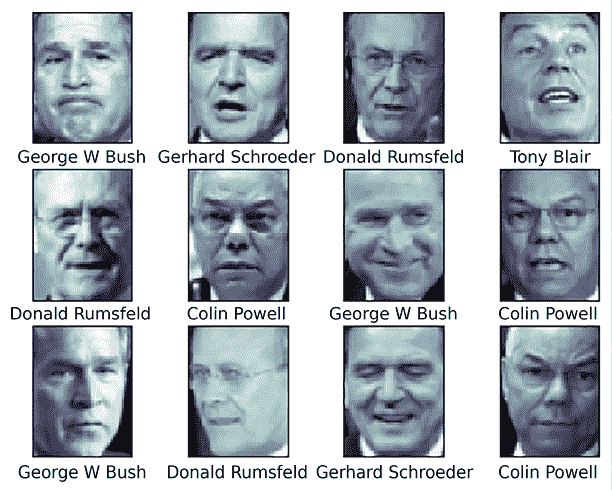 George W Bush Gerhard Schroeder Donald Rumsfeld Tony Blair
Donald Rumsfeld Colin Powell George W Bush Colin Powell
George W Bush Donald Rumsfeld Gerhard Schroeder Colin Powell